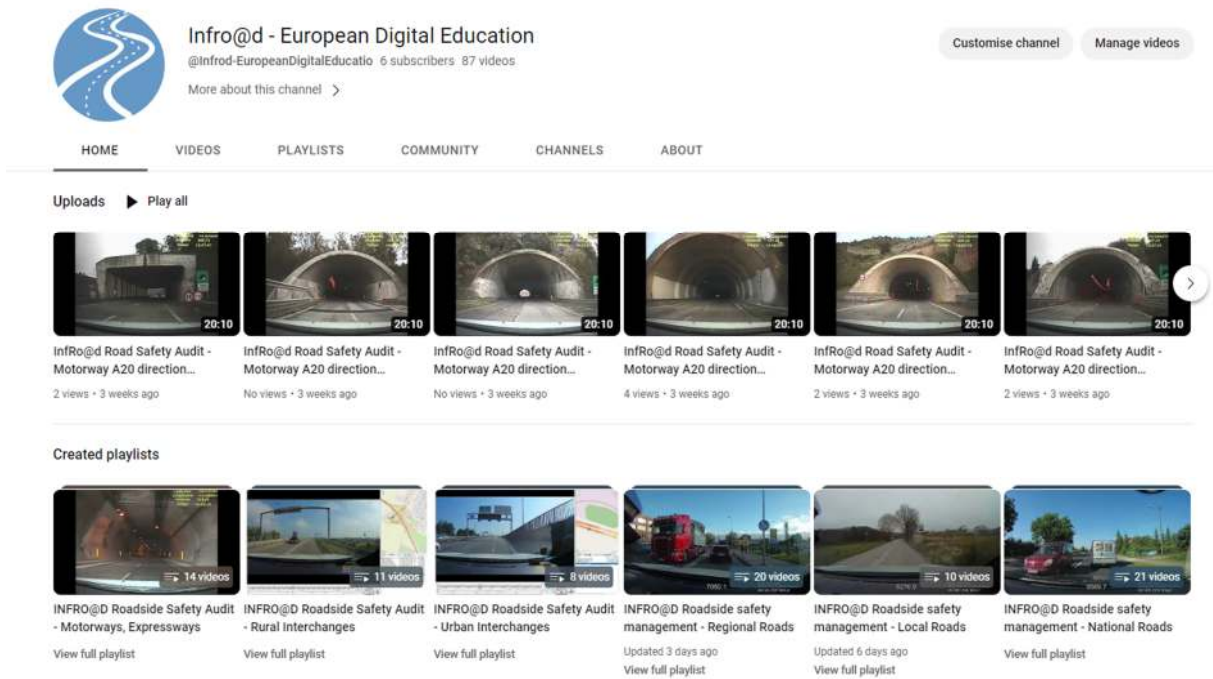 Infro@d - European Digital Education
@Infrod-EuropeanDigitalEducatio 6 subscribers 87 videos
More about this channel
Customise channel
Manage videos
HOME
VIDEOS
PLAYLISTS
COMMUNITY
CHANNELS
ABOUT
Uploads
Play all
20:10
20:10
20:10
20:10
20:10
20:10
InfRo@d Road Safety Audit -
Motorway A20 direction...
2 views • 3 weeks ago
InfRo@d Road Safety Audit -
Motorway A20 direction...
No views • 3 weeks ago
InfRo@d Road Safety Audit -
Motorway A20 direction...
No views • 3 weeks ago
InfRo@d Road Safety Audit -
Motorway A20 direction...
4 views • 3 weeks ago
InfRo@d Road Safety Audit -
Motorway A20 direction...
2 views • 3 weeks ago
InfRo@d Road Safety Audit -
Motorway A20 direction...
2 views • 3 weeks ago
Created playlists
14 videos
11 videos
8 videos
20 videos
10 videos
21 videos
INFRO@D Roadside Safety Audit
- Motorways, Expressways
View full playlist
INFRO@D Roadside Safety Audit
- Rural Interchanges
View full playlist
INFRO@D Roadside Safety Audit
- Urban Interchanges
View full playlist
INFRO@D Roadside safety
management - Regional Roads
Updated 3 days ago
View full playlist
INFRO@D Roadside safety
management - Local Roads
Updated 6 days ago
View full playlist
INFRO@D Roadside safety
management - National Roads
View full playlist